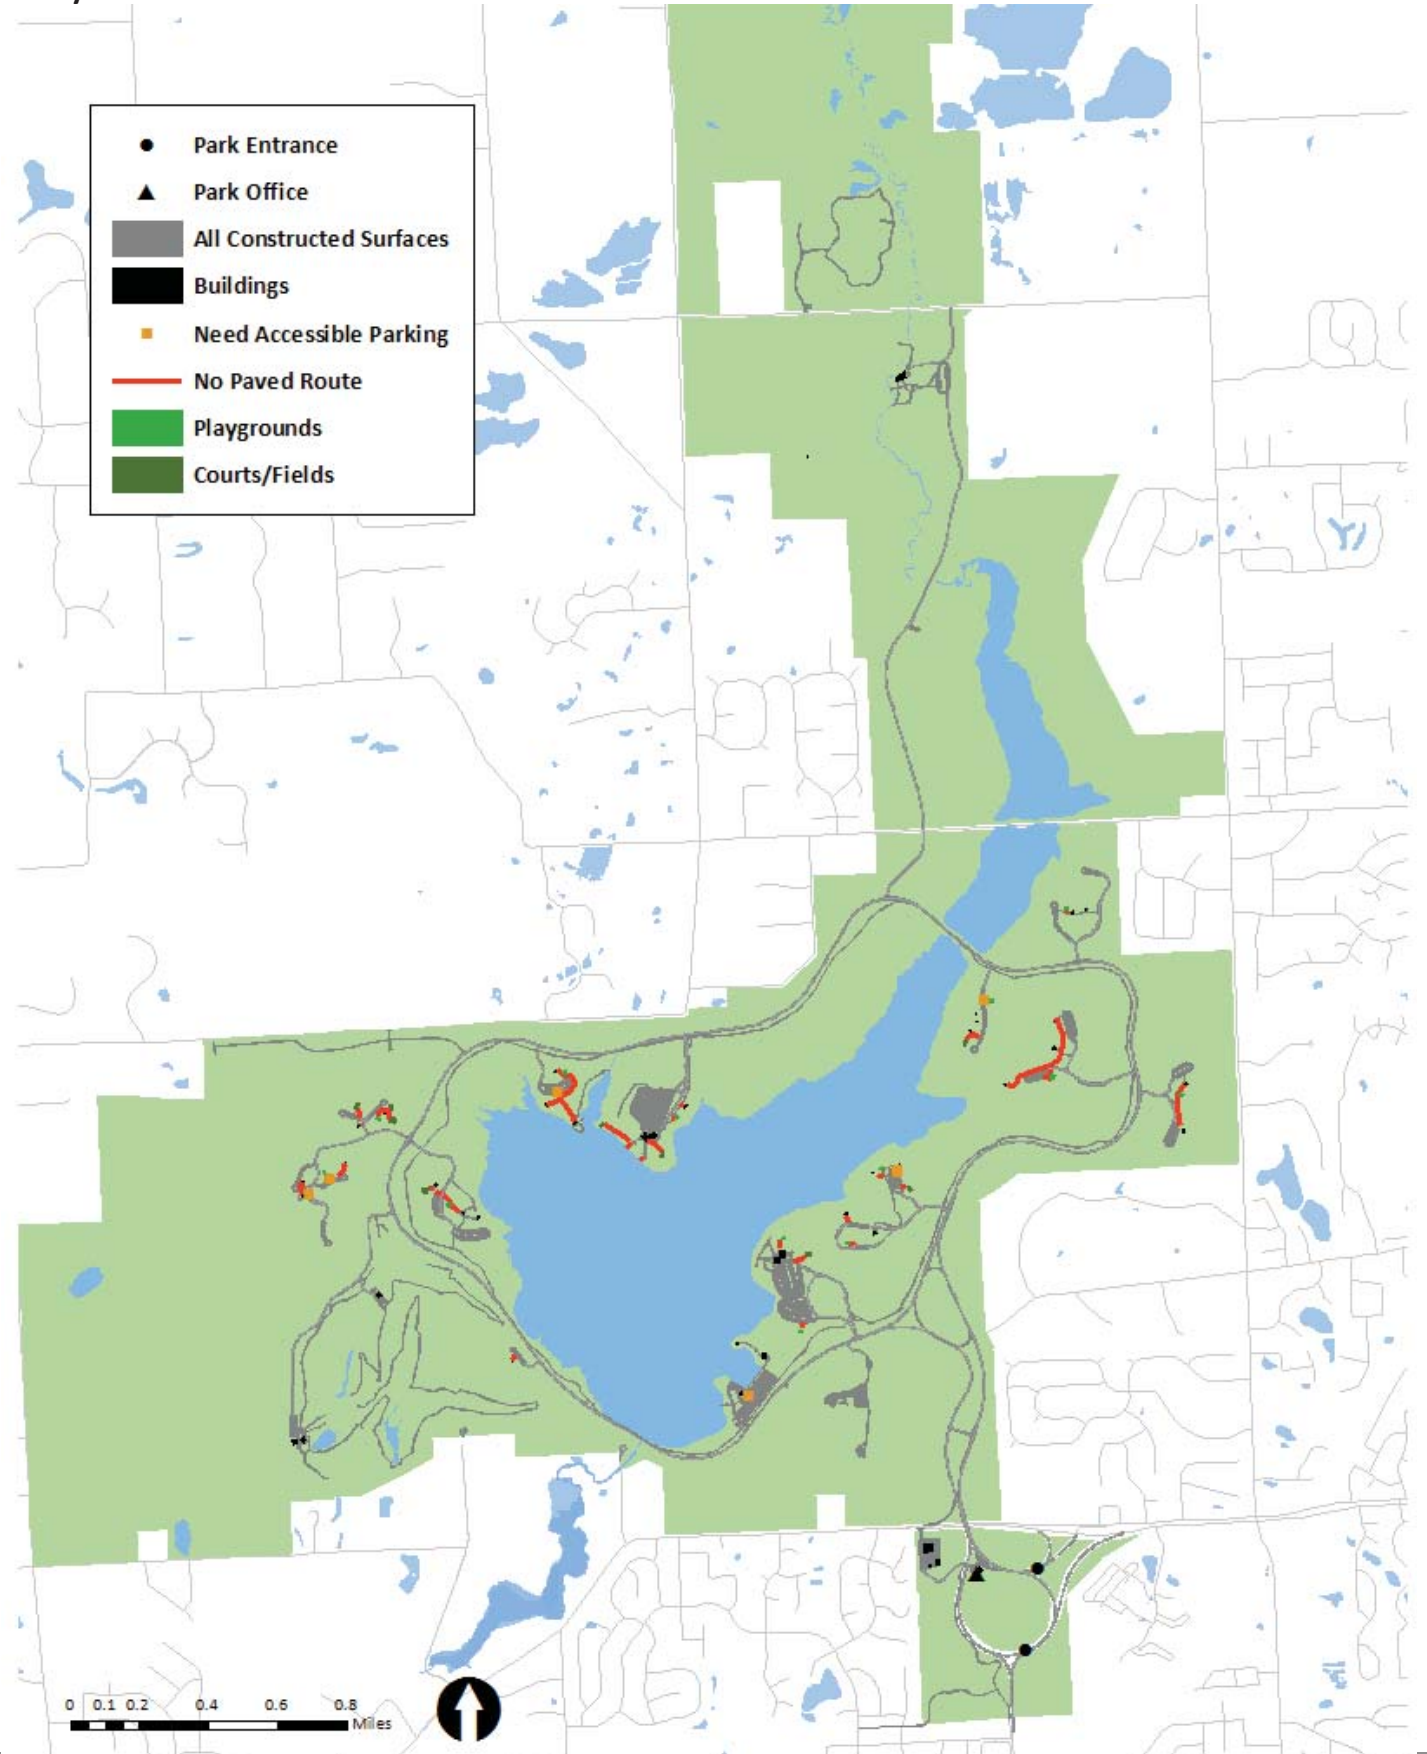 Park Entrance
Park Office
All Constructed Surfaces
Buildings
Need Accessible Parking
No Paved Route
Playgrounds
Courts/Fields
0 0.1 0.2 0.4 0.6 0.8
Miles